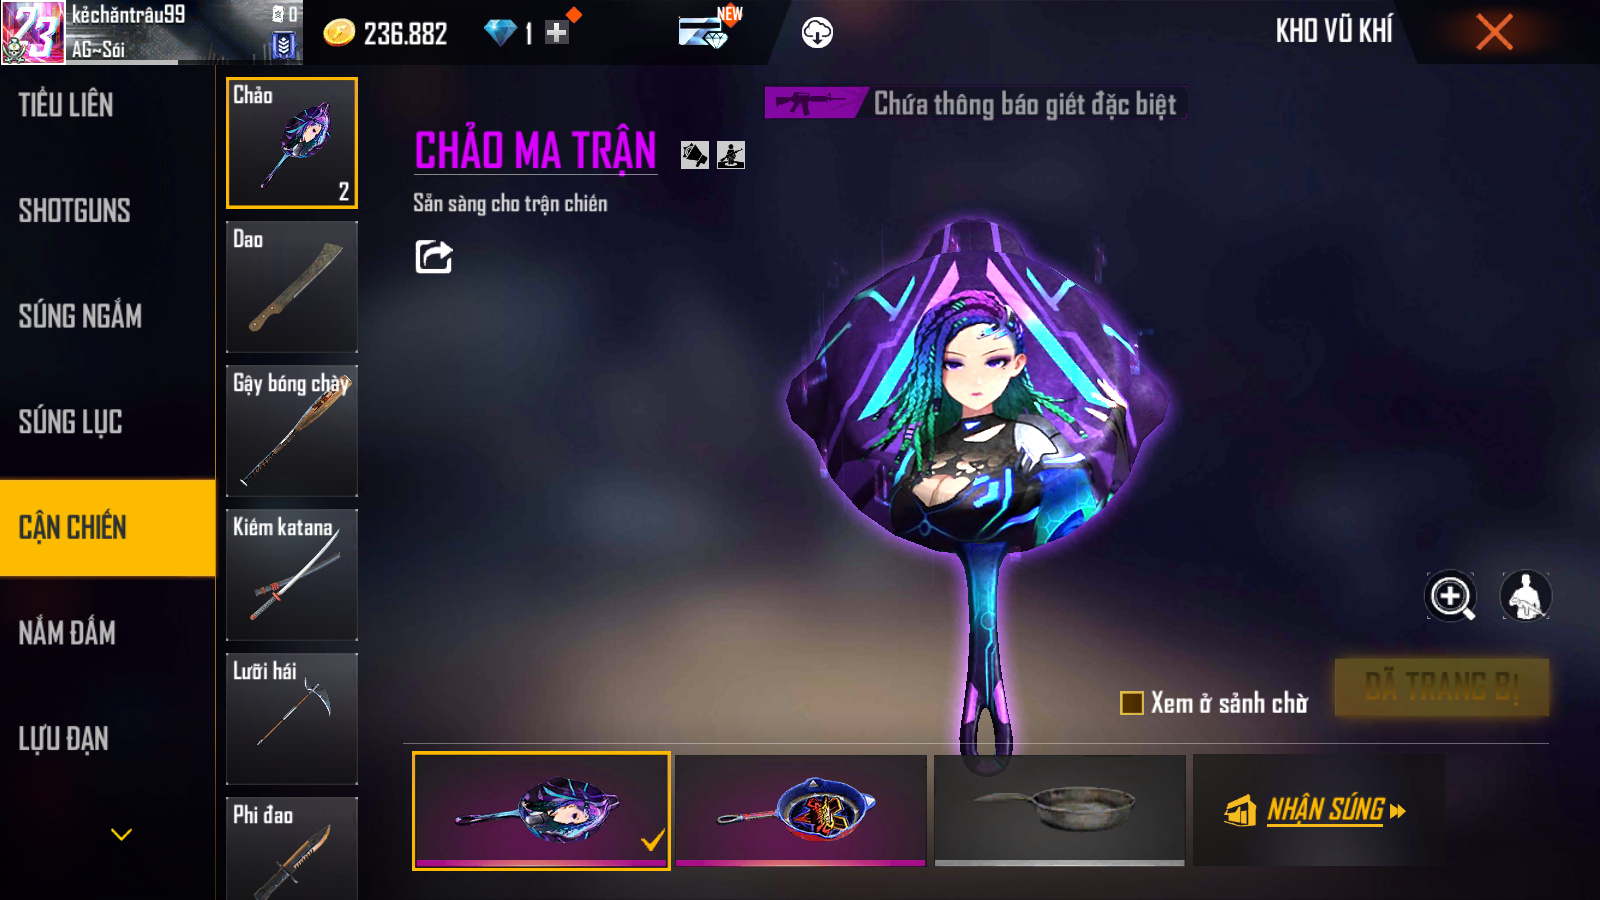 kẻchăntrâu99
AG~Sói
73
0
236.882
1
NEW
KHO VŨ KHÍ
TIỂU LIÊN
SHOTGUNS
SÚNG NGẮM
SÚNG LỤC
CẬN CHIẾN
NẮM ĐẤM
LỰU ĐẠN
Chảo
2
Dao
Gậy bóng chày
Kiếm katana
Lưỡi hái
Phi đao
Chứa thông báo giết đặc biệt
CHẢO MA TRẬN
Sẵn sàng cho trận chiến
Xem ở sảnh chờ
ĐÃ TRANG BỊ
NHẬN SÚNG